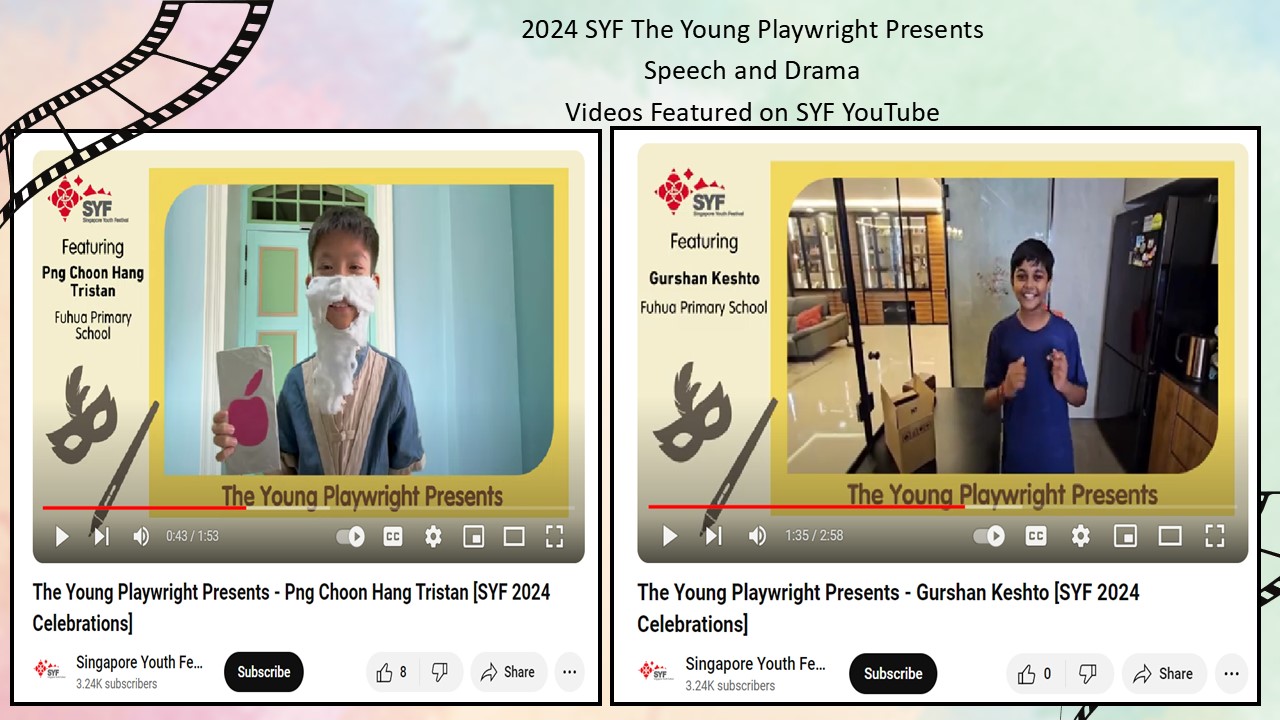 2024 SYF The Young Playwright Presents
Speech and Drama
Videos Featured on SYF YouTube
SYF
Singapore Youth Festival
Featuring
Png Choon Hang
Tristan
Fuhua Primary
School
The Young Playwright Presents
0:43 / 1:53
CC
The Young Playwright Presents - Png Choon Hang Tristan [SYF 2024
Celebrations]
SYF
Singapore Youth Fe...
3.24K subscribers
Subscribe
8
Share
SYF
Singapore Youth Festival
Featuring
Gurshan Keshto
Fuhua Primary School
The Young Playwright Presents
1:35 / 2:58
CC
The Young Playwright Presents - Gurshan Keshto [SYF 2024
Celebrations]
SYF
Singapore Youth Fe...
3.24K subscribers
Subscribe
0
Share